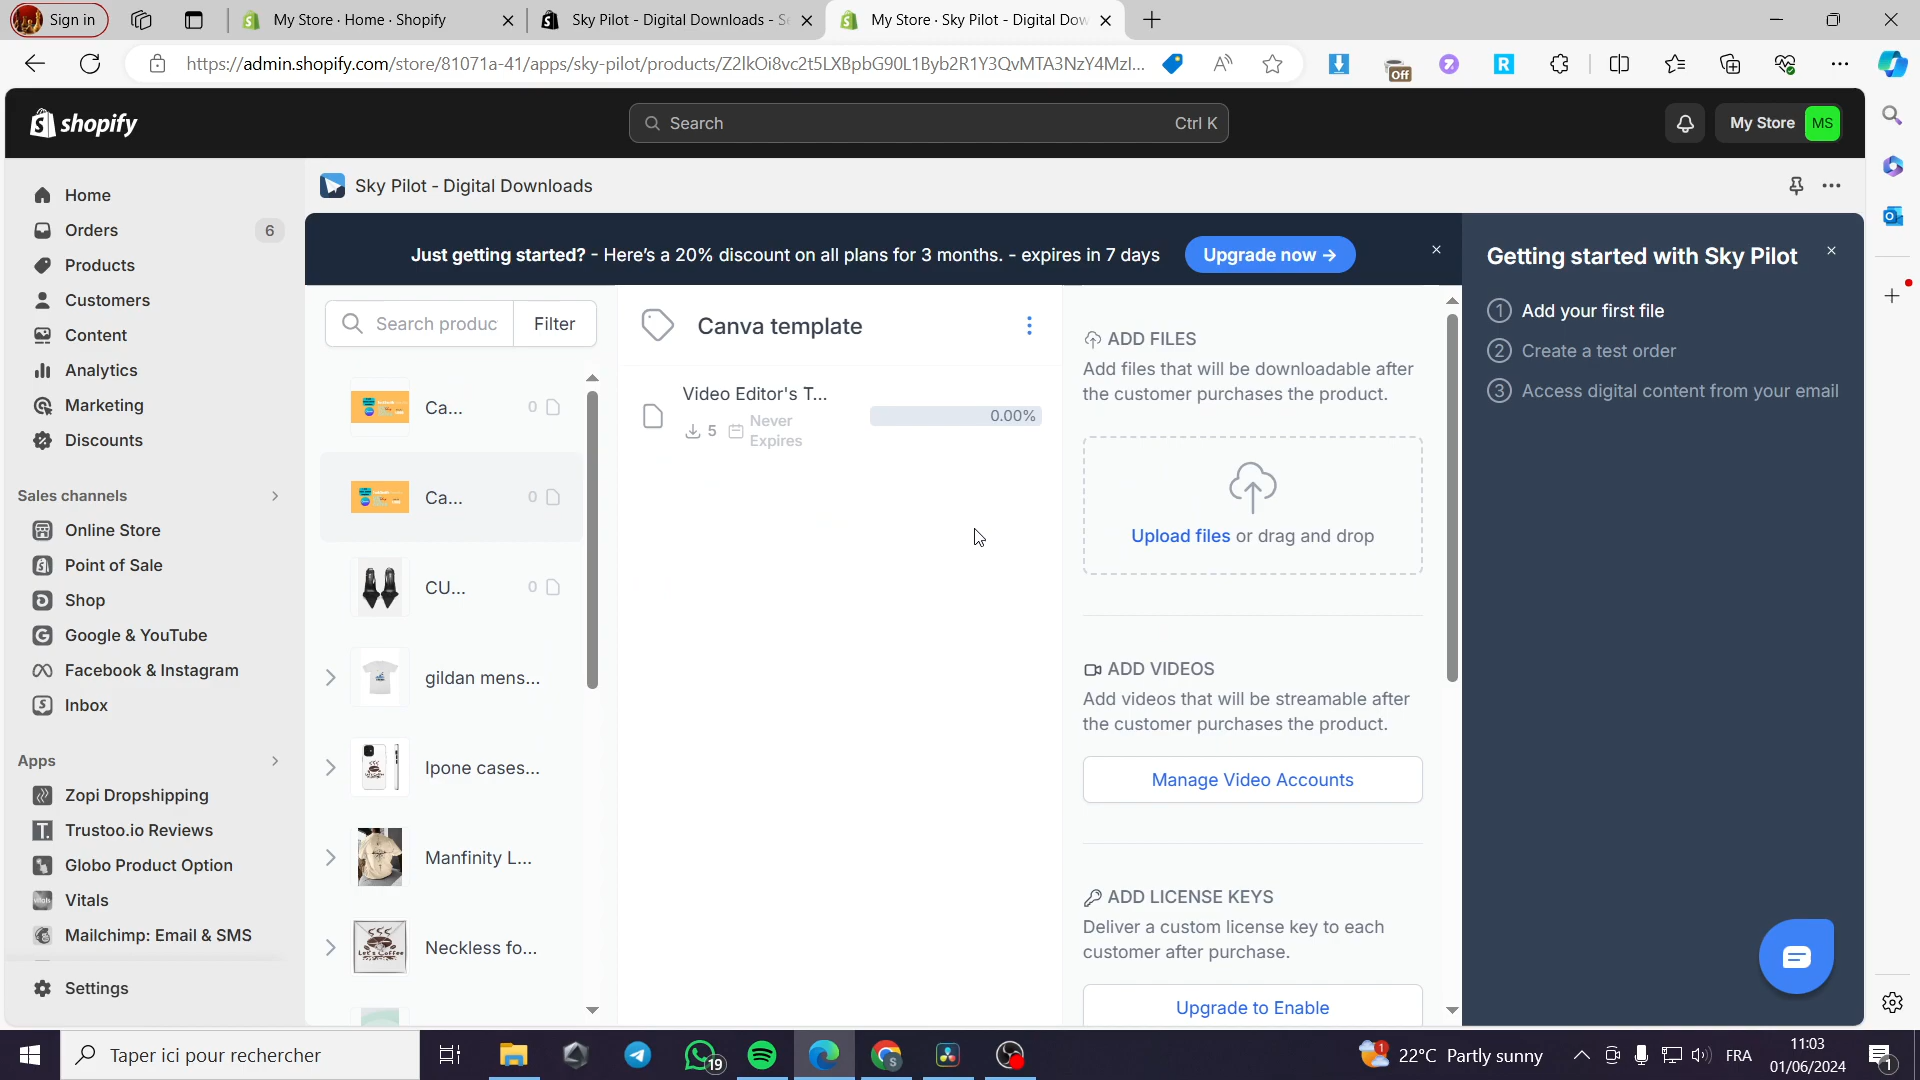 Sign in
My Store · Home · Shopify
Sky Pilot - Digital Downloads - S
My Store · Sky Pilot - Digital Dow
https://admin.shopify.com/store/81071a-41/apps/sky-pilot/products/Z2lkOi8vc2t5LXBpbG90L1Byb2R1Y3QvMTA3NzY4Mzl...
Off
shopify
Search
Ctrl K
My Store
MS
Home
Orders
6
Products
Customers
Content
Analytics
Marketing
Discounts
Sales channels
Online Store
Point of Sale
Shop
Google & YouTube
Facebook & Instagram
Inbox
Apps
Zopi Dropshipping
Trustoo.io Reviews
Globo Product Option
Vitals
Mailchimp: Email & SMS
Settings
Sky Pilot - Digital Downloads
Just getting started? - Here's a 20% discount on all plans for 3 months. - expires in 7 days
Upgrade now →
Search produc
Filter
Ca...
0
Ca...
0
CU...
0
gildan mens...
Ipone cases...
Manfinity L...
Neckless fo...
Canva template
Video Editor's T...
5
Never
Expires
0.00%
ADD FILES
Add files that will be downloadable after
the customer purchases the product.
Upload files or drag and drop
ADD VIDEOS
Add videos that will be streamable after
the customer purchases the product.
Manage Video Accounts
ADD LICENSE KEYS
Deliver a custom license key to each
customer after purchase.
Upgrade to Enable
Getting started with Sky Pilot
1 Add your first file
2 Create a test order
3 Access digital content from your email
Taper ici pour rechercher
19
1
22°C Partly sunny
FRA
11:03
01/06/2024
1